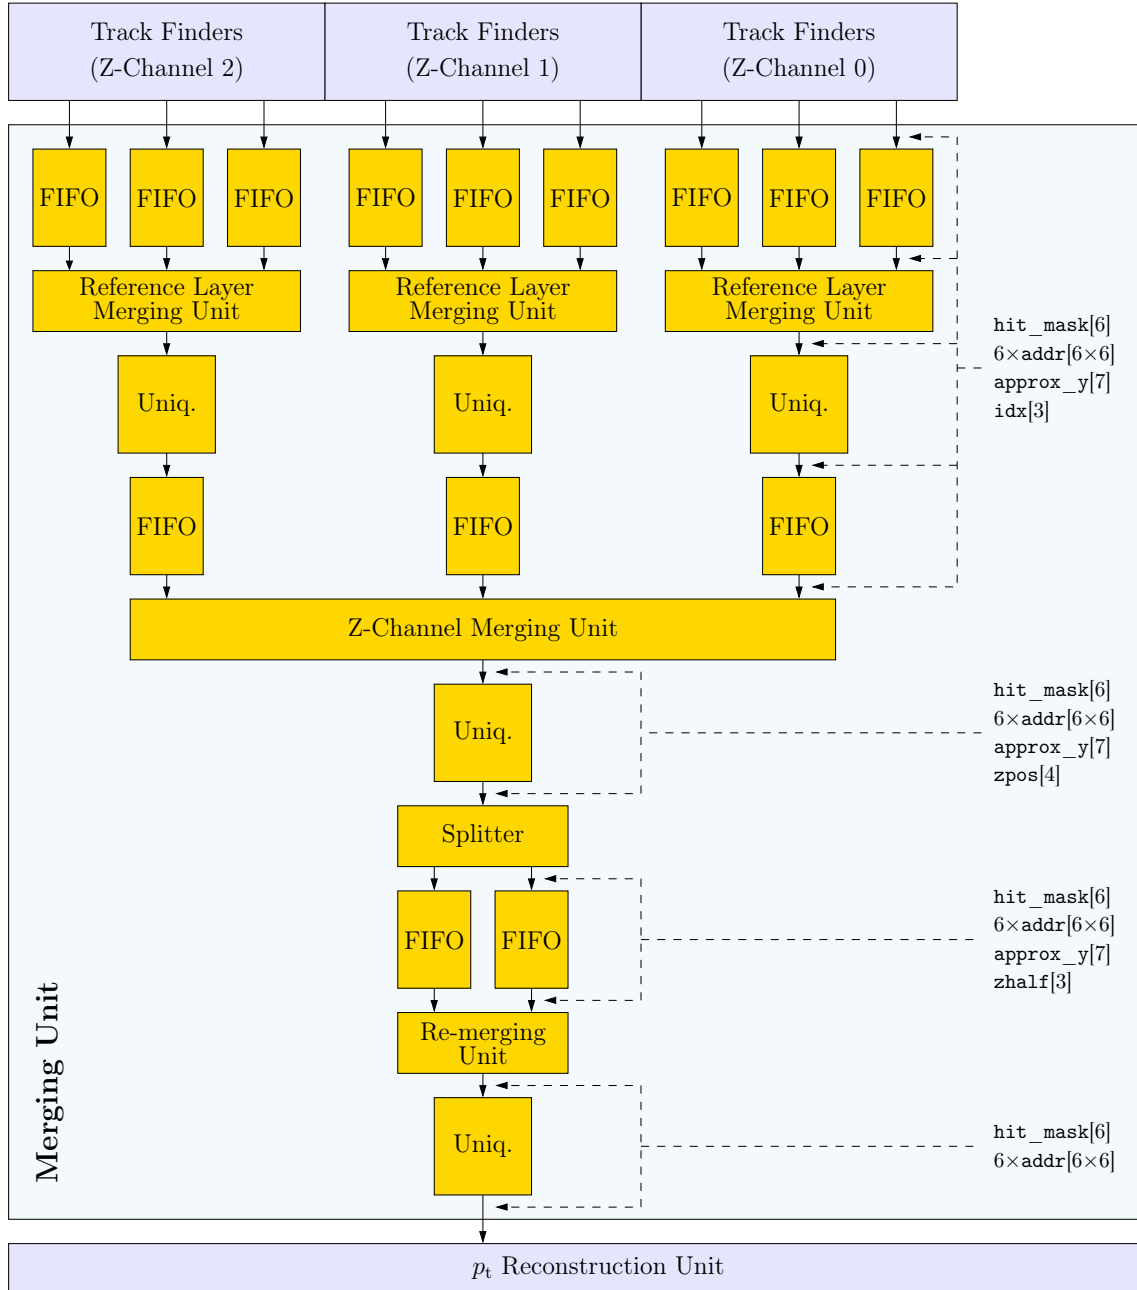 Track Finders
(Z-Channel 2)
Track Finders
(Z-Channel 1)
Track Finders
(Z-Channel 0)
FIFO
FIFO
FIFO
FIFO
FIFO
FIFO
FIFO
FIFO
FIFO
Reference Layer
Merging Unit
Reference Layer
Merging Unit
Reference Layer
Merging Unit
hit_mask[6]
6×addr[6×6]
approx_y[7]
idx[3]
Uniq.
Uniq.
Uniq.
FIFO
FIFO
FIFO
Z-Channel Merging Unit
hit_mask[6]
6×addr[6×6]
approx_y[7]
zpos[4]
Uniq.
Splitter
FIFO
FIFO
hit_mask[6]
6×addr[6×6]
approx_y[7]
zhalf[3]
Re-merging
Unit
Uniq.
hit_mask[6]
6×addr[6×6]
Merging Unit
pt Reconstruction Unit